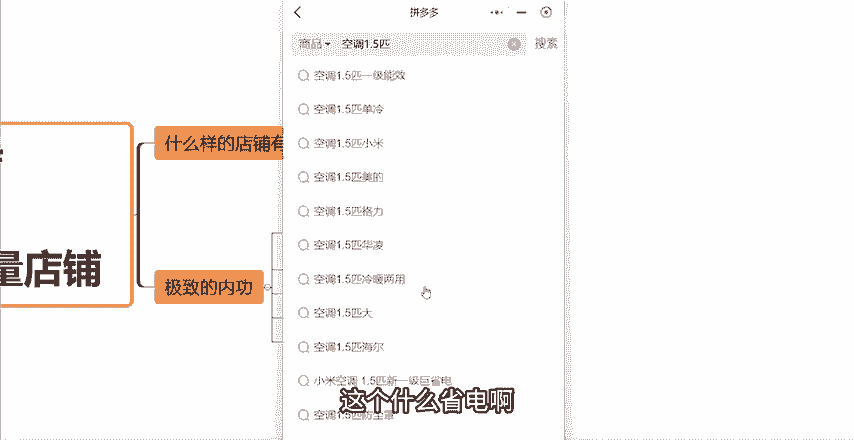 拼多多
商品 空调1.5匹 搜索
空调1.5匹一级能效
空调1.5匹单冷
空调1.5匹小米
空调1.5匹美的
空调1.5匹格力
空调1.5匹华凌
空调1.5匹冷暖两用
空调1.5匹大
空调1.5匹海尔
小米空调 1.5匹新一级巨省电
空调1.5匹
什么样的店铺有
量店铺
极致的内功
这个什么省电啊